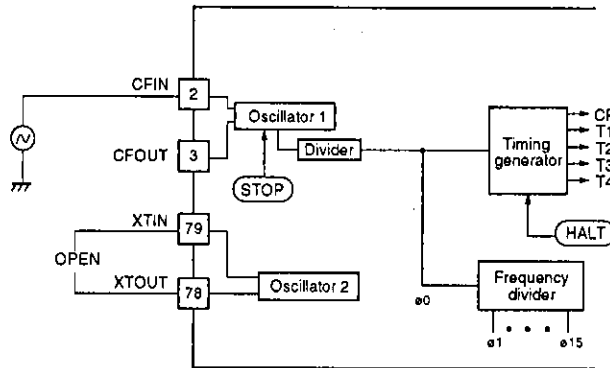 CFIN
2
Oscillator 1
CFOUT
3
Divider
STOP
Timing
generator
CP
T1
T2
T3
T4
HALT
XTIN
79
OPEN
XTOUT
78
Oscillator 2
ø0
Frequency
divider
ø1
ø15